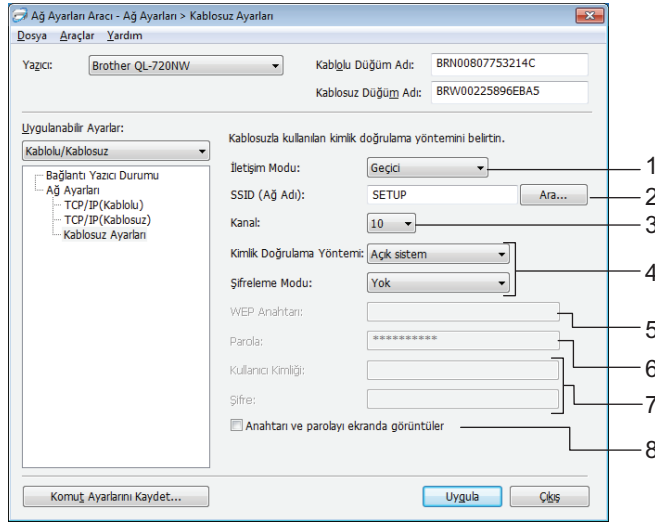 Ağ Ayarları Aracı - Ağ Ayarları > Kablosuz Ayarları
Dosya Araçlar Yardım
Yazıcı: Brother QL-720NW
Kablolu Düğüm Adı: BRN00807753214C
Kablosuz Düğüm Adı: BRW00225896EBA5
Uygulanabilir Ayarlar:
Kablolu/Kablosuz
Bağlantı Yazıcı Durumu
Ağ Ayarları
TCP/IP(Kablolu)
TCP/IP(Kablosuz)
Kablosuz Ayarları
Kablosuzla kullanılan kimlik doğrulama yöntemini belirtin.
İletişim Modu: Geçici 1
SSID (Ağ Adı): SETUP Ara... 2
Kanal: 10 3
Kimlik Doğrulama Yöntemi: Açık sistem
4
Şifreleme Modu: Yok
WEP Anahtarı: 5
Parola: ********** 6
Kullanıcı Kimliği:
7
Şifre:
Anahtarı ve parolayı ekranda görüntüler 8
Komut Ayarlarını Kaydet... Uygula Çıkış